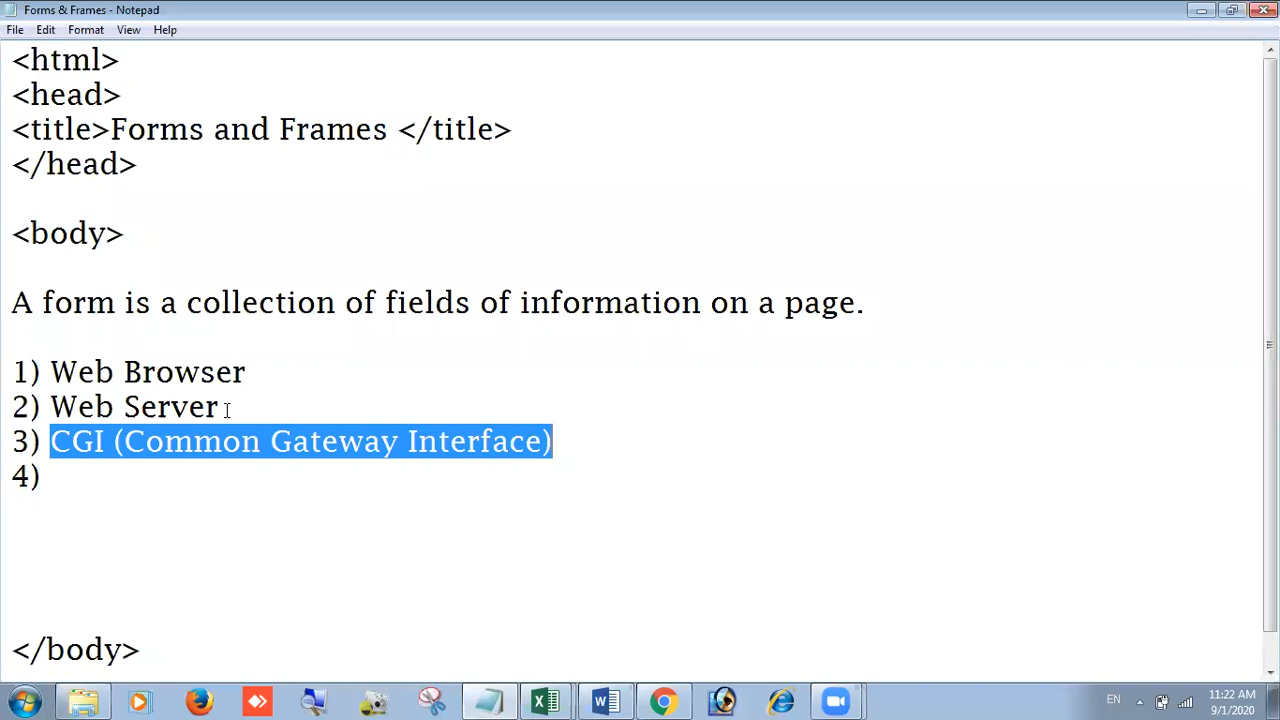 Forms & Frames - Notepad
File Edit Format View Help
<html>
<head>
<title>Forms and Frames </title>
</head>
<body>
A form is a collection of fields of information on a page.
1) Web Browser
2) Web Server
3) CGI (Common Gateway Interface)
4)
</body>
EN
11:22 AM
9/1/2020